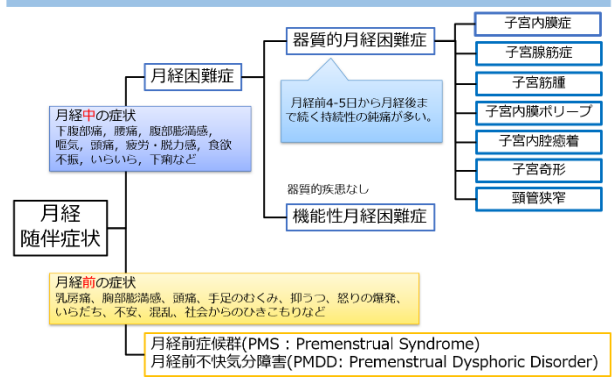 子宮内膜症
器質的月経困難症
子宮腺筋症
月経困難症
子宮筋腫
月経前4-5日から月経後ま
で続く持続性の鈍痛が多い。
子宮内膜ポリープ
月経中の症状
下腹部痛，腰痛，腹部膨満感，
嘔気，頭痛，疲労・脱力感，食欲
不振，いらいら，下痢など
子宮内腔癒着
子宮奇形
器質的疾患なし
頸管狭窄
機能性月経困難症
月経
随伴症状
月経前の症状
乳房痛、胸部膨満感、頭痛、手足のむくみ、抑うつ、怒りの爆発、
いらだち、不安、混乱、社会からのひきこもりなど
月経前症候群(PMS : Premenstrual Syndrome)
月経前不快気分障害(PMDD: Premenstrual Dysphoric Disorder)